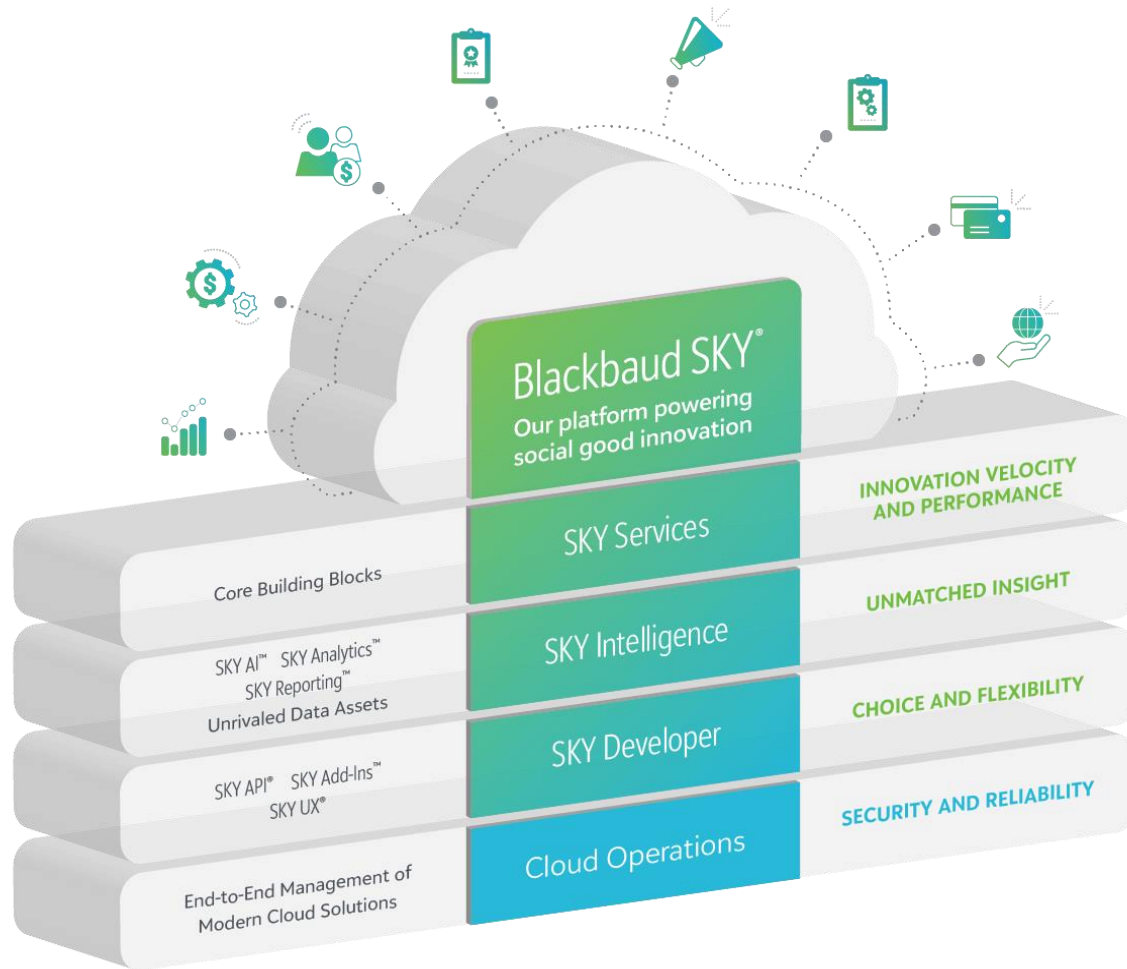 Blackbaud SKY®
Our platform powering
social good innovation
Core Building Blocks
SKY Services
INNOVATION VELOCITY
AND PERFORMANCE
SKY AI™ SKY Analytics™
SKY Reporting™
Unrivaled Data Assets
SKY Intelligence
UNMATCHED INSIGHT
SKY API® SKY Add-Ins™
SKY UX®
SKY Developer
CHOICE AND FLEXIBILITY
End-to-End Management of
Modern Cloud Solutions
Cloud Operations
SECURITY AND RELIABILITY